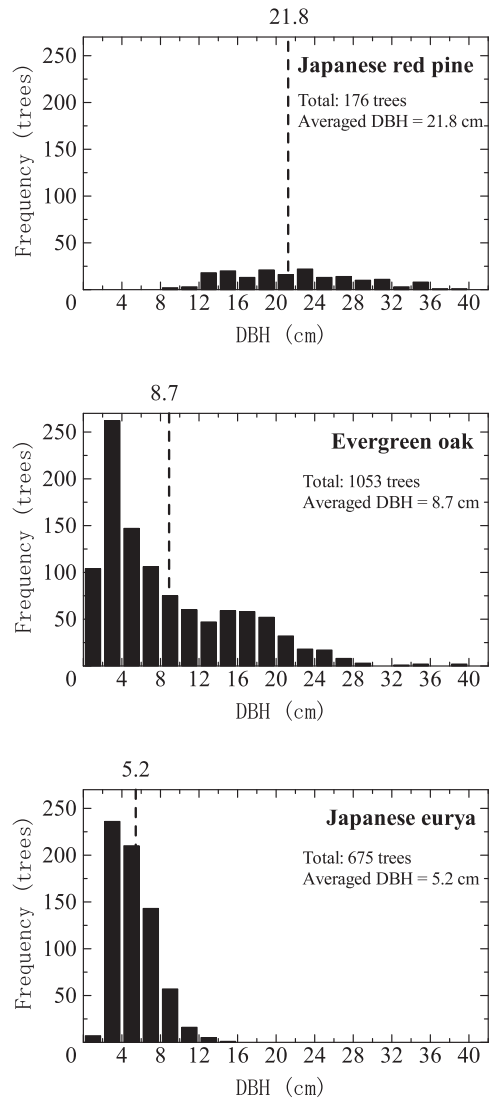 21.8
Japanese red pine
Total: 176 trees
Averaged DBH = 21.8 cm
Frequency (trees)
250
200
150
100
50
0 4 8 12 16 20 24 28 32 36 40
DBH (cm)
8.7
Evergreen oak
Total: 1053 trees
Averaged DBH = 8.7 cm
Frequency (trees)
250
200
150
100
50
0 4 8 12 16 20 24 28 32 36 40
DBH (cm)
5.2
Japanese eurya
Total: 675 trees
Averaged DBH = 5.2 cm
Frequency (trees)
250
200
150
100
50
0 4 8 12 16 20 24 28 32 36 40
DBH (cm)